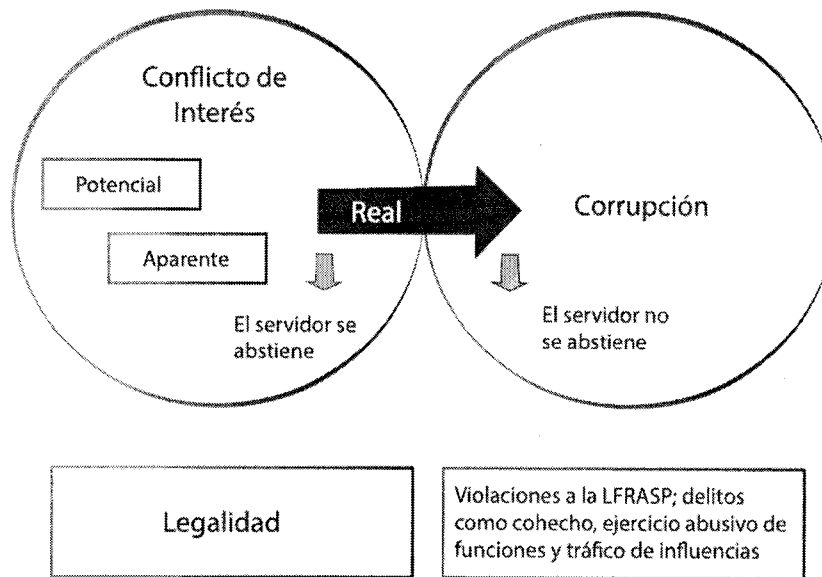 Conflicto de
Interés
Potencial
Aparente
Real
El servidor se
abstiene
Corrupción
El servidor no
se abstiene
Legalidad
Violaciones a la LFRASP; delitos
como cohecho, ejercicio abusivo de
funciones y tráfico de influencias